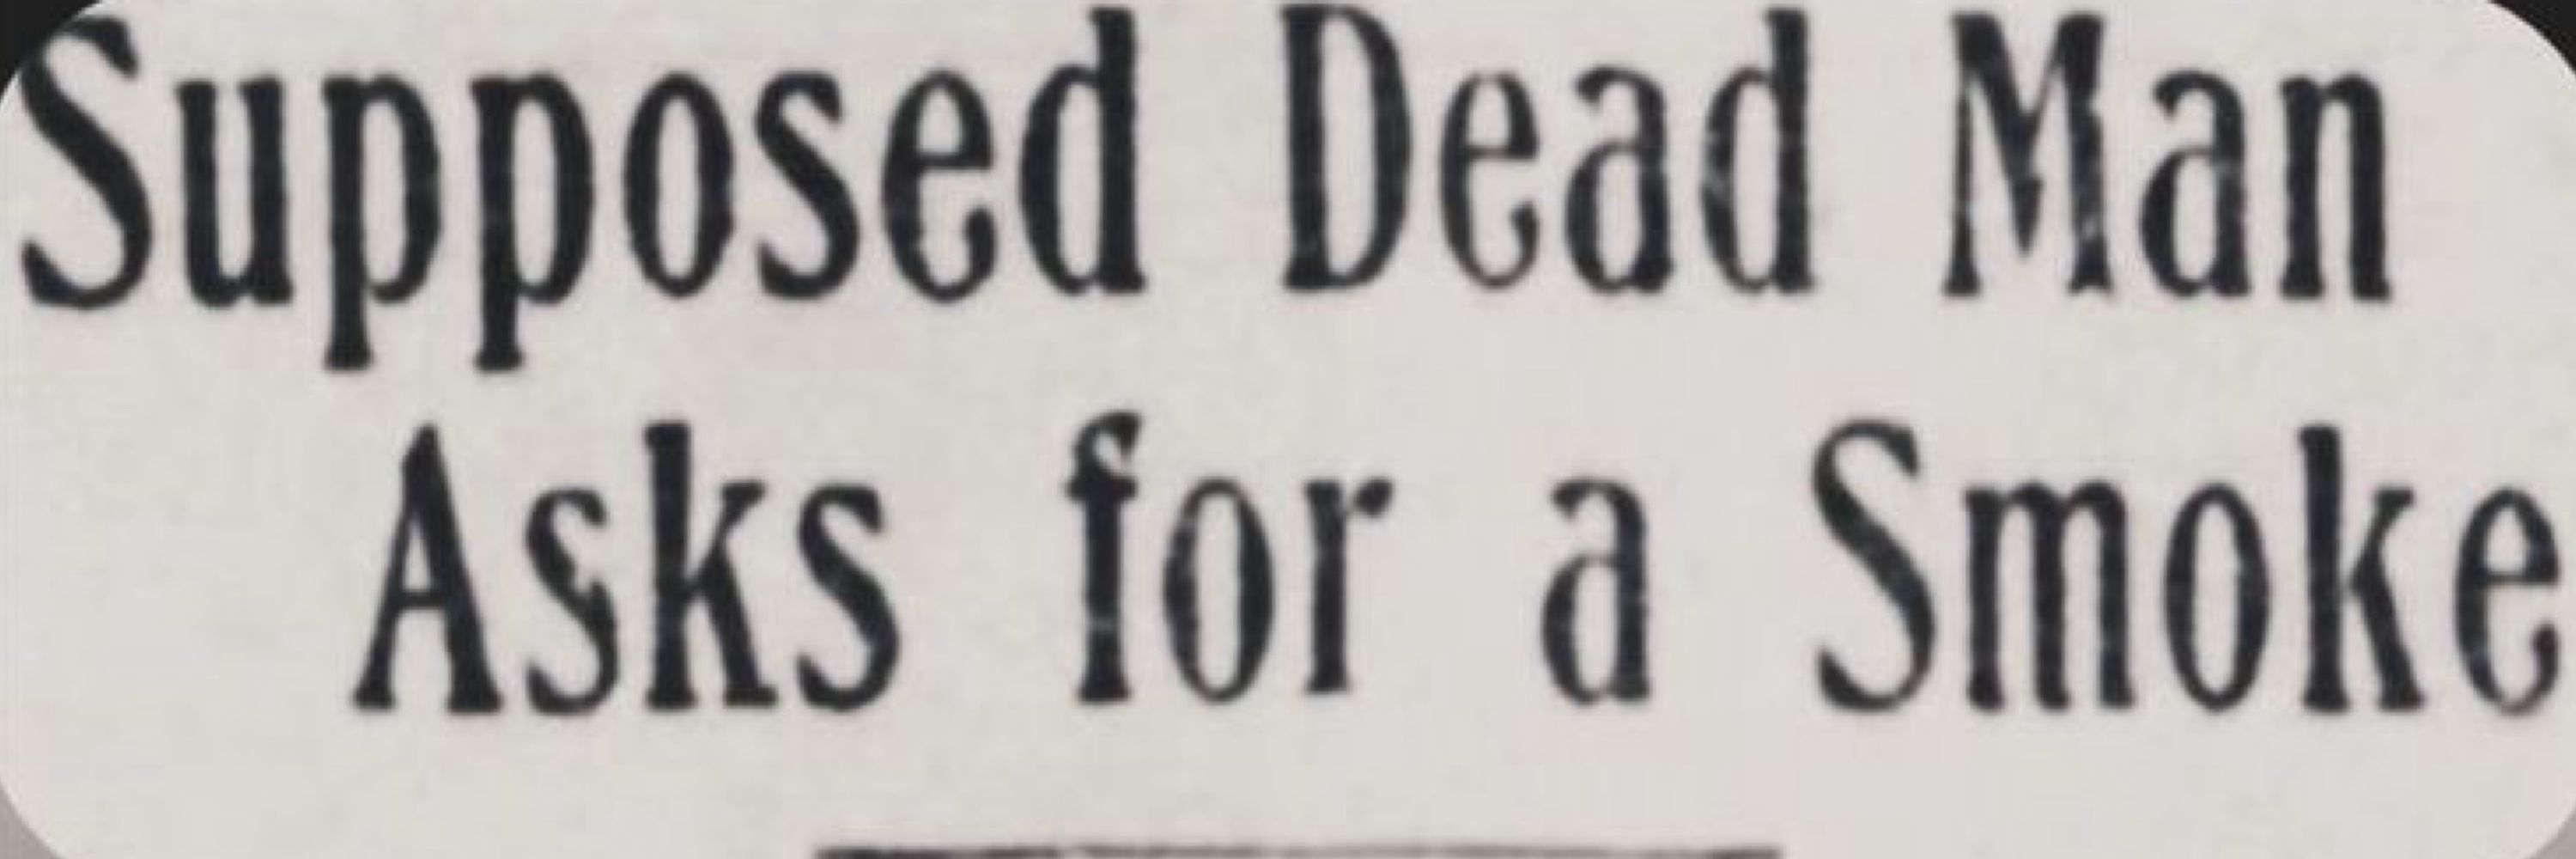 Supposed Dead Man
Asks for a Smoke